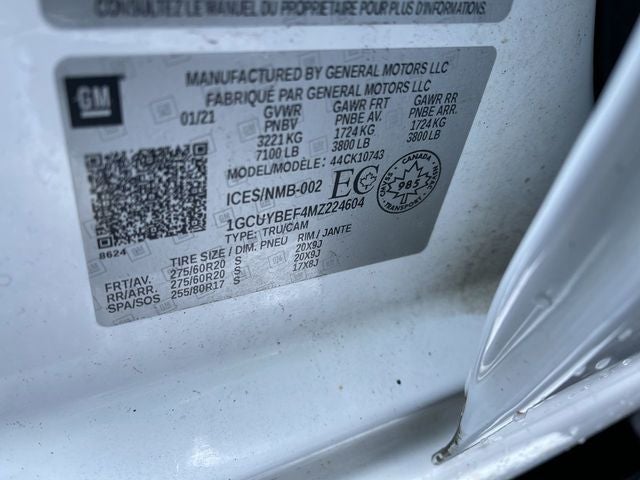 CONSULTEZ LE MANUEL DU PROPRIÉTAIRE POUR PLUS D'INFORMATIONS
GM
MANUFACTURED BY GENERAL MOTORS LLC
FABRIQUÉ PAR GENERAL MOTORS LLC
01/21 GVWR GAWR FRT GAWR RR
PNBV PNBE AV. PNBE ARR.
3221 KG 1724 KG 1724 KG
7100 LB 3800 LB 3800 LB
MODEL/MODÈLE: 44CK10743
ICES/NMB-002 EC CANADA 985 TRANSPORT
1GCUYBEF4MZ224604
TYPE: TRU/CAM
8624
TIRE SIZE / DIM. PNEU RIM / JANTE
FRT/AV. 275/60R20 S 20X9J
RR/ARR. 275/60R20 S 20X9J
SPA/SOS 255/80R17 S 17X8J